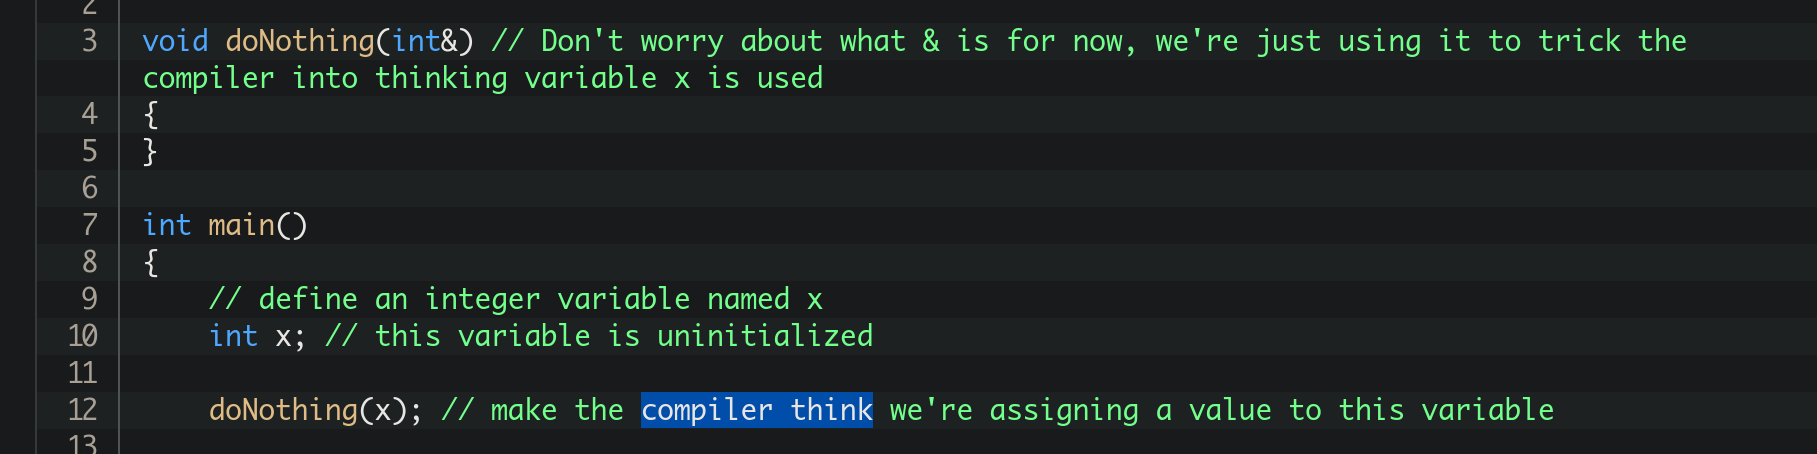 2
3 void doNothing(int&) // Don't worry about what & is for now, we're just using it to trick the
compiler into thinking variable x is used
4 {
5 }
6
7 int main()
8 {
9 // define an integer variable named x
10 int x; // this variable is uninitialized
11
12 doNothing(x); // make the compiler think we're assigning a value to this variable
13